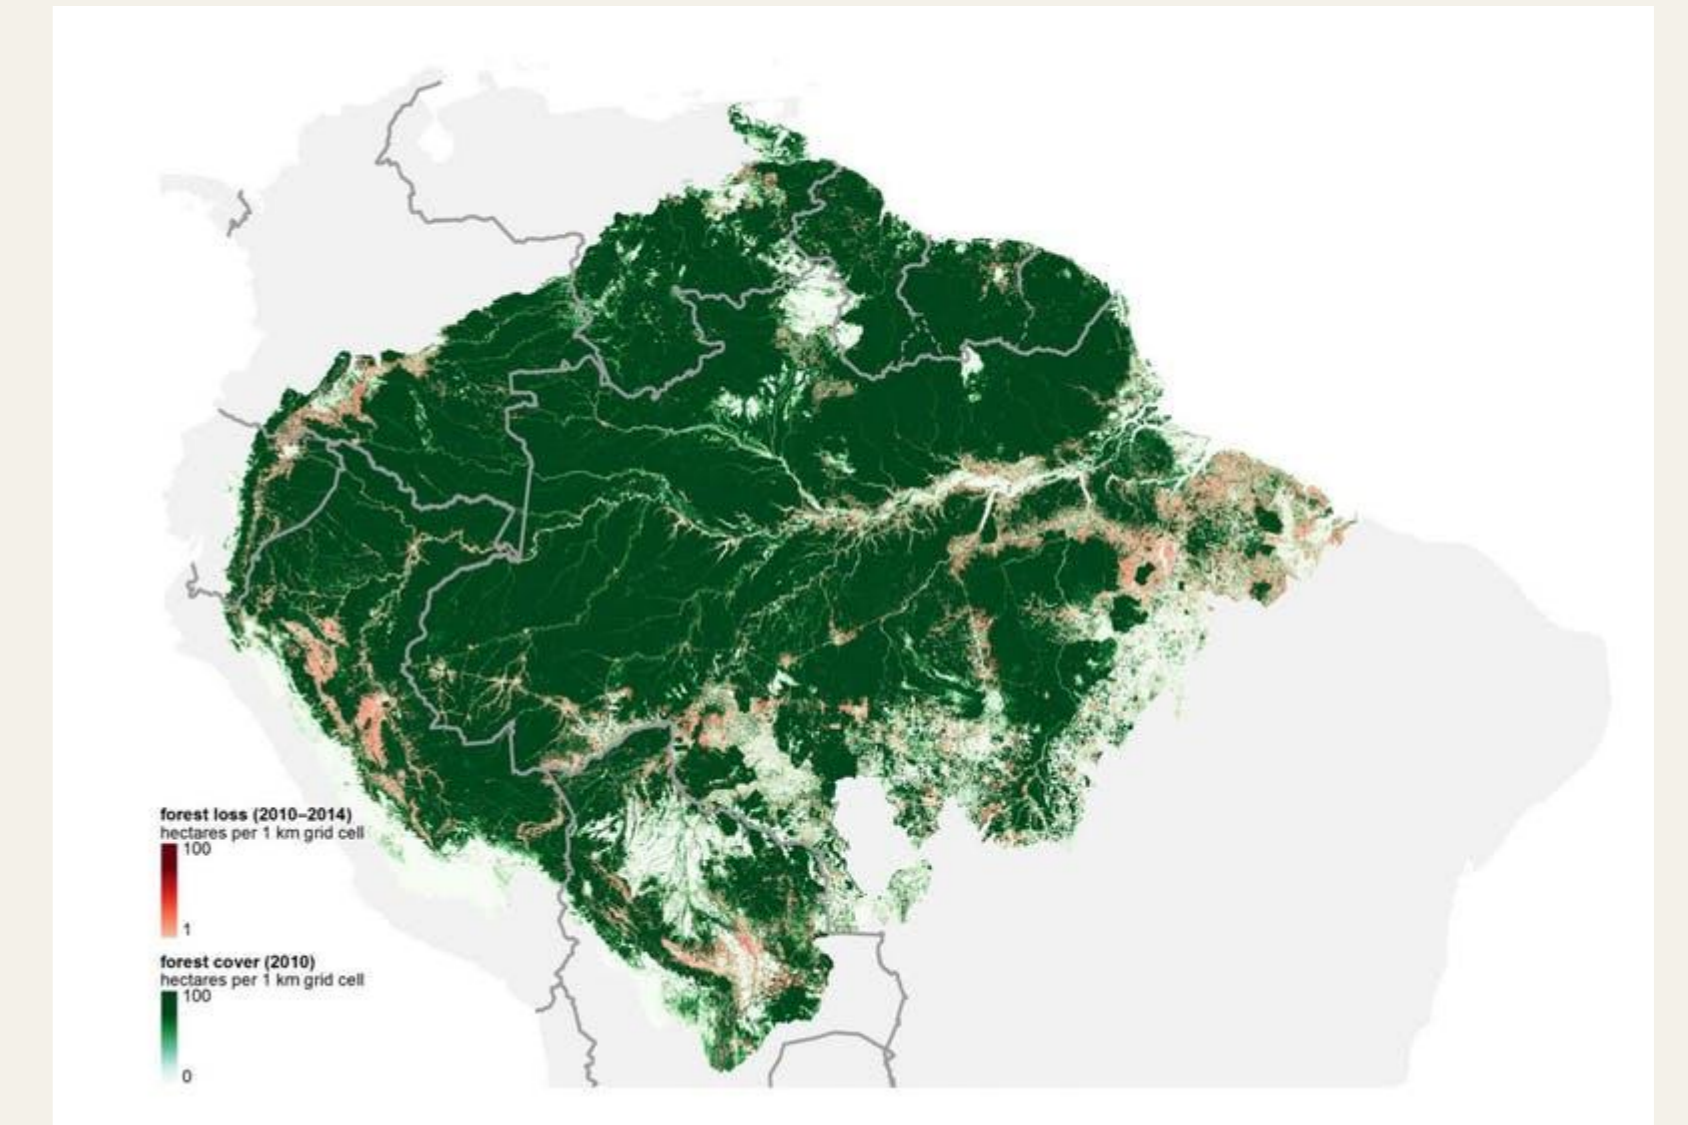 forest loss (2010–2014)
hectares per 1 km grid cell
100
1
forest cover (2010)
hectares per 1 km grid cell
100
0